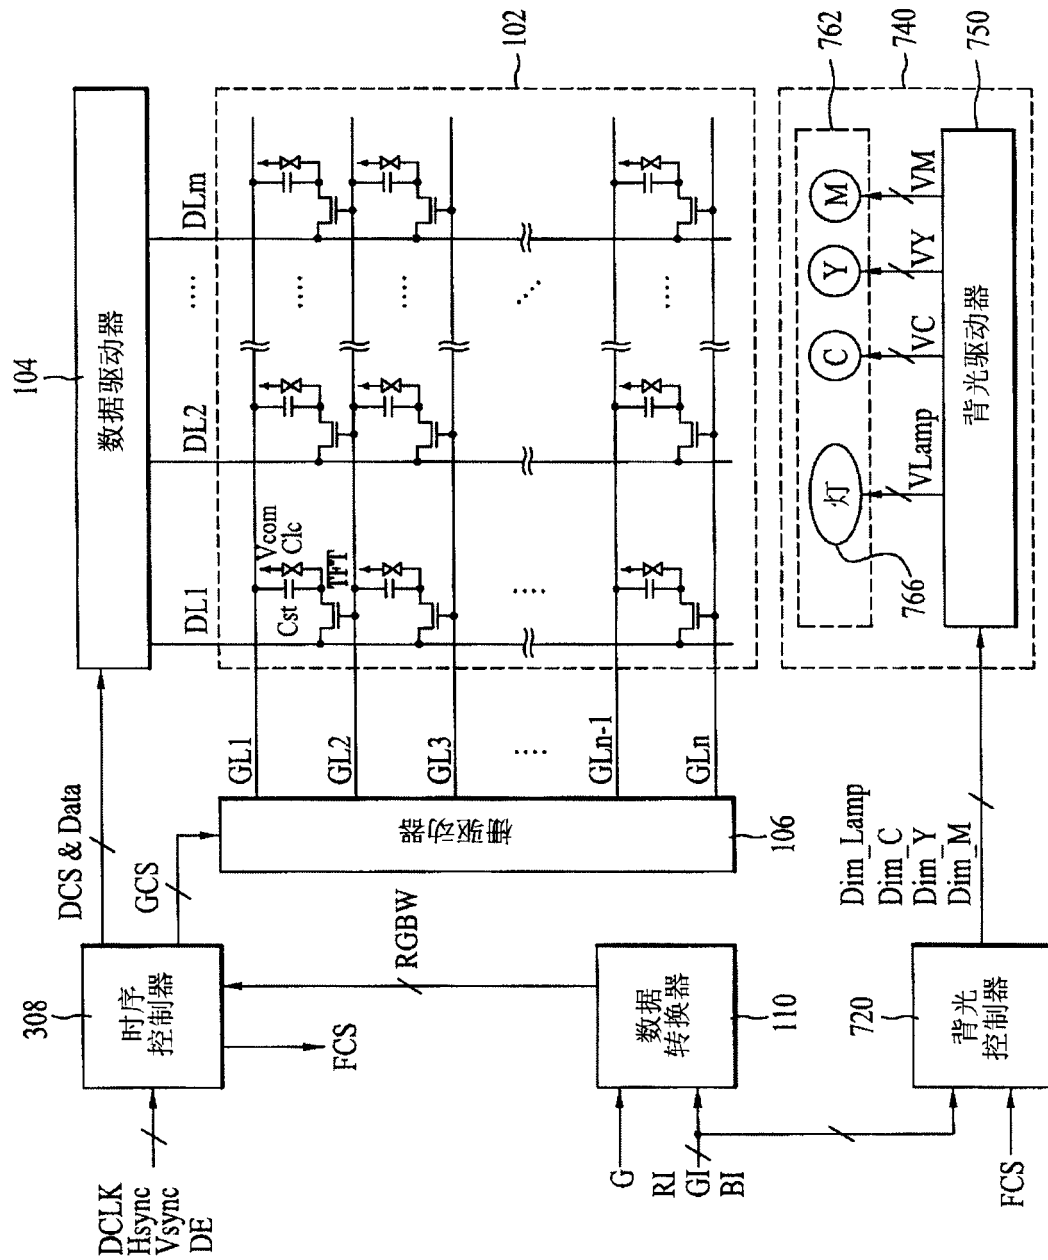 DCLK
Hsync
Vsync
DE
308
时序
控制器
DCS & Data
GCS
FCS
104
数据驱动器
DL1
DL2
DLm
....
102
Vcom
Clc
Cst
TFT
....
....
....
....
....
GL1
GL2
GL3
....
GLn-1
GLn
栅驱动器
106
RGBW
G
RI
GI
BI
数据
转换器
110
FCS
720
背光
控制器
Dim_Lamp
Dim_C
Dim_Y
Dim_M
762
740
750
灯
C
Y
M
766
VLamp
VC
VY
VM
背光驱动器